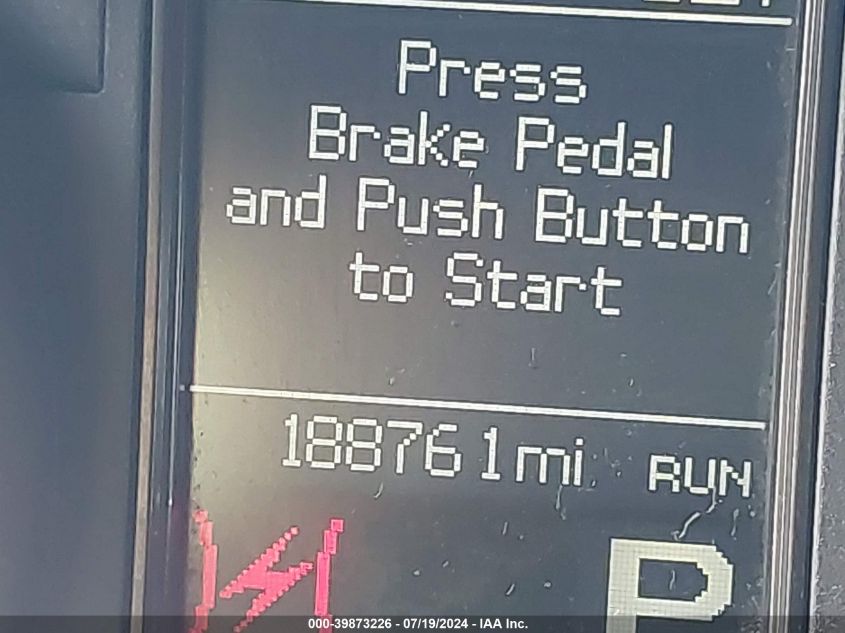 Press
Brake Pedal
and Push Button
to Start
188761mi RUN
P
000-39873226 - 07/19/2024 - IAA Inc.